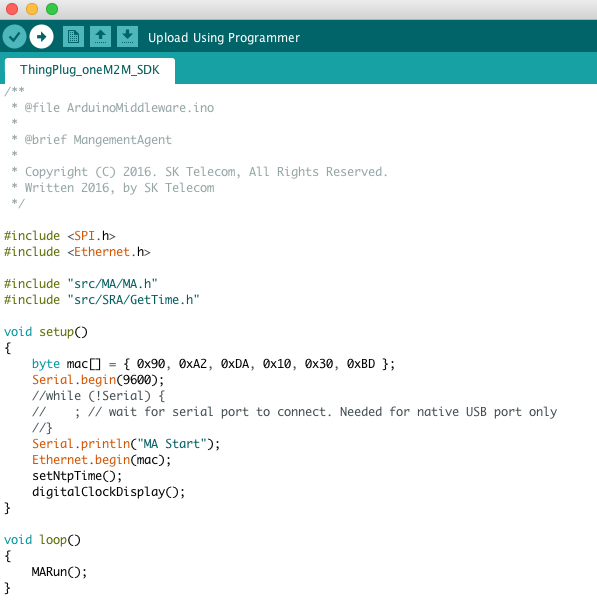 Upload Using Programmer
ThingPlug_oneM2M_SDK
/**
 * @file ArduinoMiddleware.ino
 *
 * @brief MangementAgent
 *
 * Copyright (C) 2016. SK Telecom, All Rights Reserved.
 * Written 2016, by SK Telecom
 */
#include <SPI.h>
#include <Ethernet.h>
#include "src/MA/MA.h"
#include "src/SRA/GetTime.h"
void setup()
{
    byte mac[] = { 0x90, 0xA2, 0xDA, 0x10, 0x30, 0xBD };
    Serial.begin(9600);
    //while (!Serial) {
    //    ; // wait for serial port to connect. Needed for native USB port only
    //}
    Serial.println("MA Start");
    Ethernet.begin(mac);
    setNtpTime();
    digitalClockDisplay();
}
void loop()
{
    MARun();
}